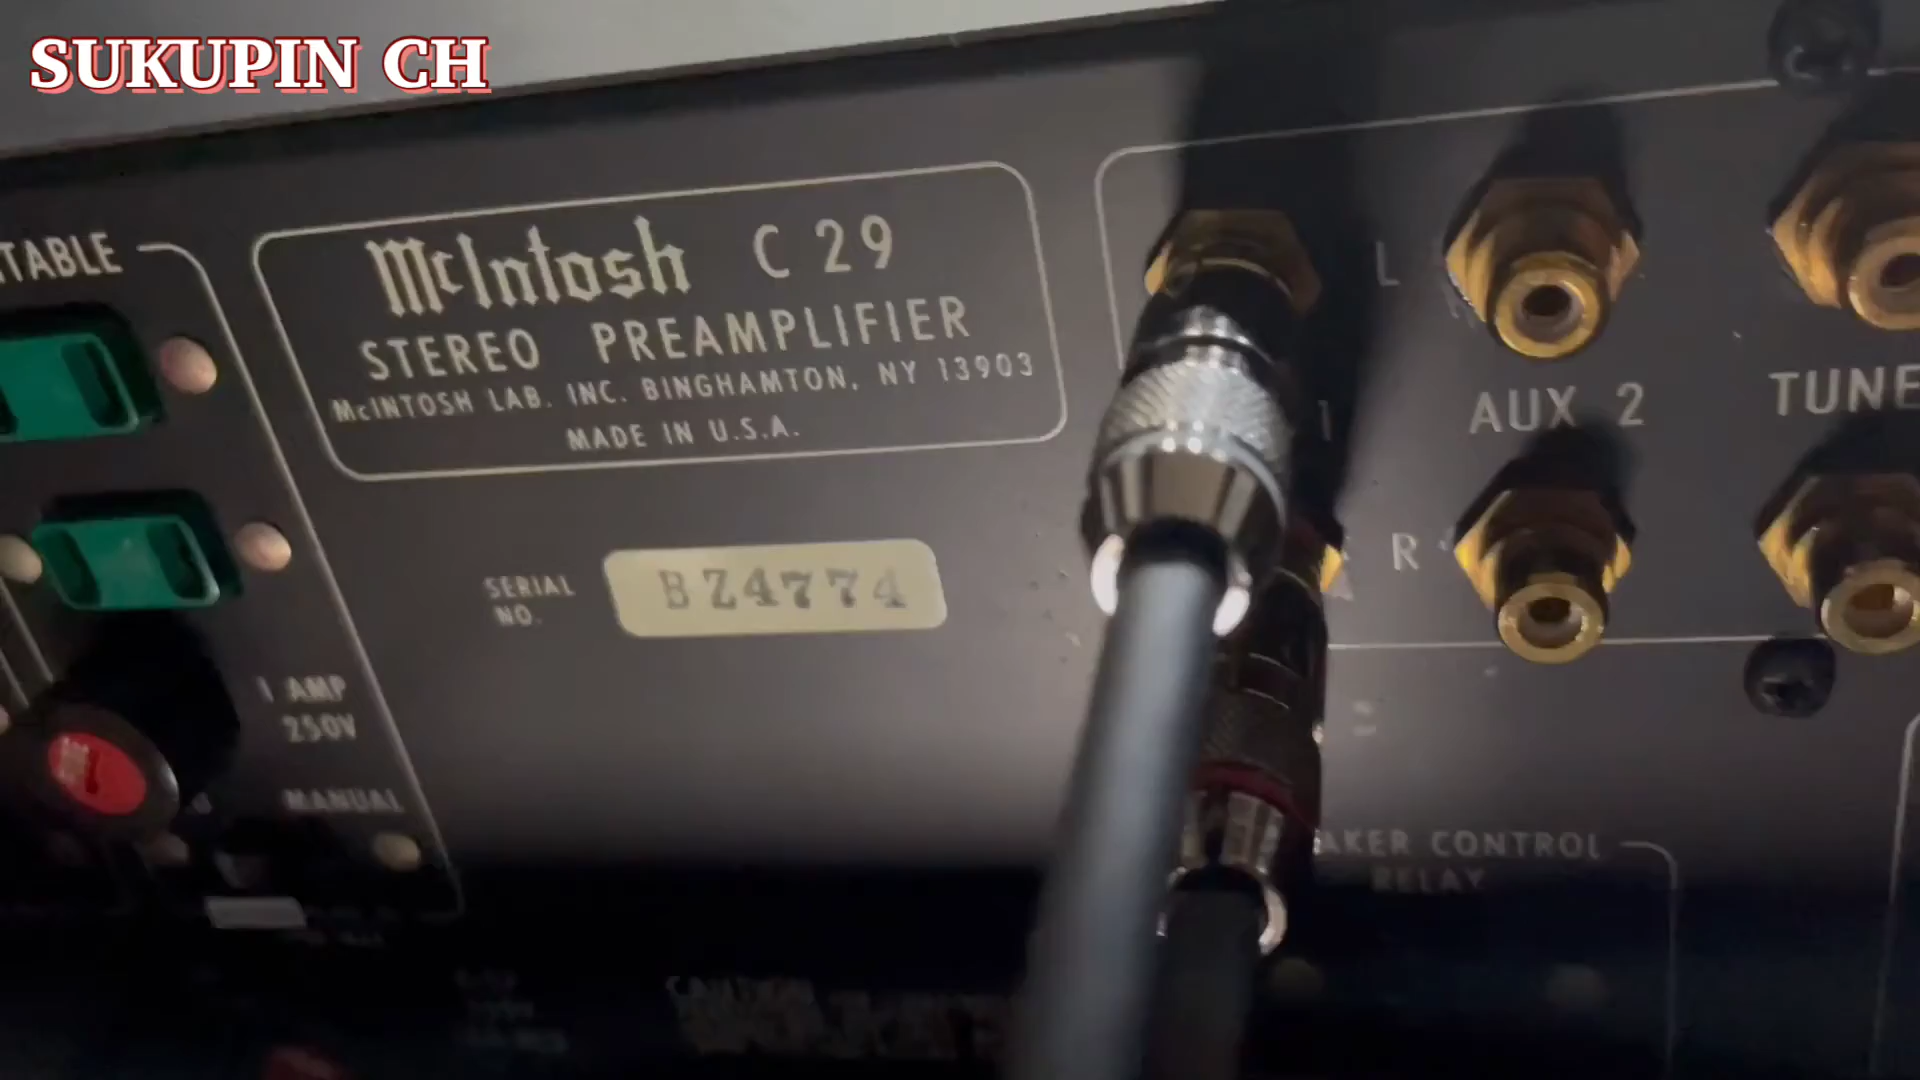 SUKUPIN CH
TABLE
McIntosh C 29
STEREO PREAMPLIFIER
McINTOSH LAB. INC. BINGHAMTON, NY 13903
MADE IN U.S.A.
L
AUX 2
TUNE
R
SERIAL
NO.
BZ4774
1 AMP
250V
MANUAL
AKER CONTROL
RELAY
CAUTION